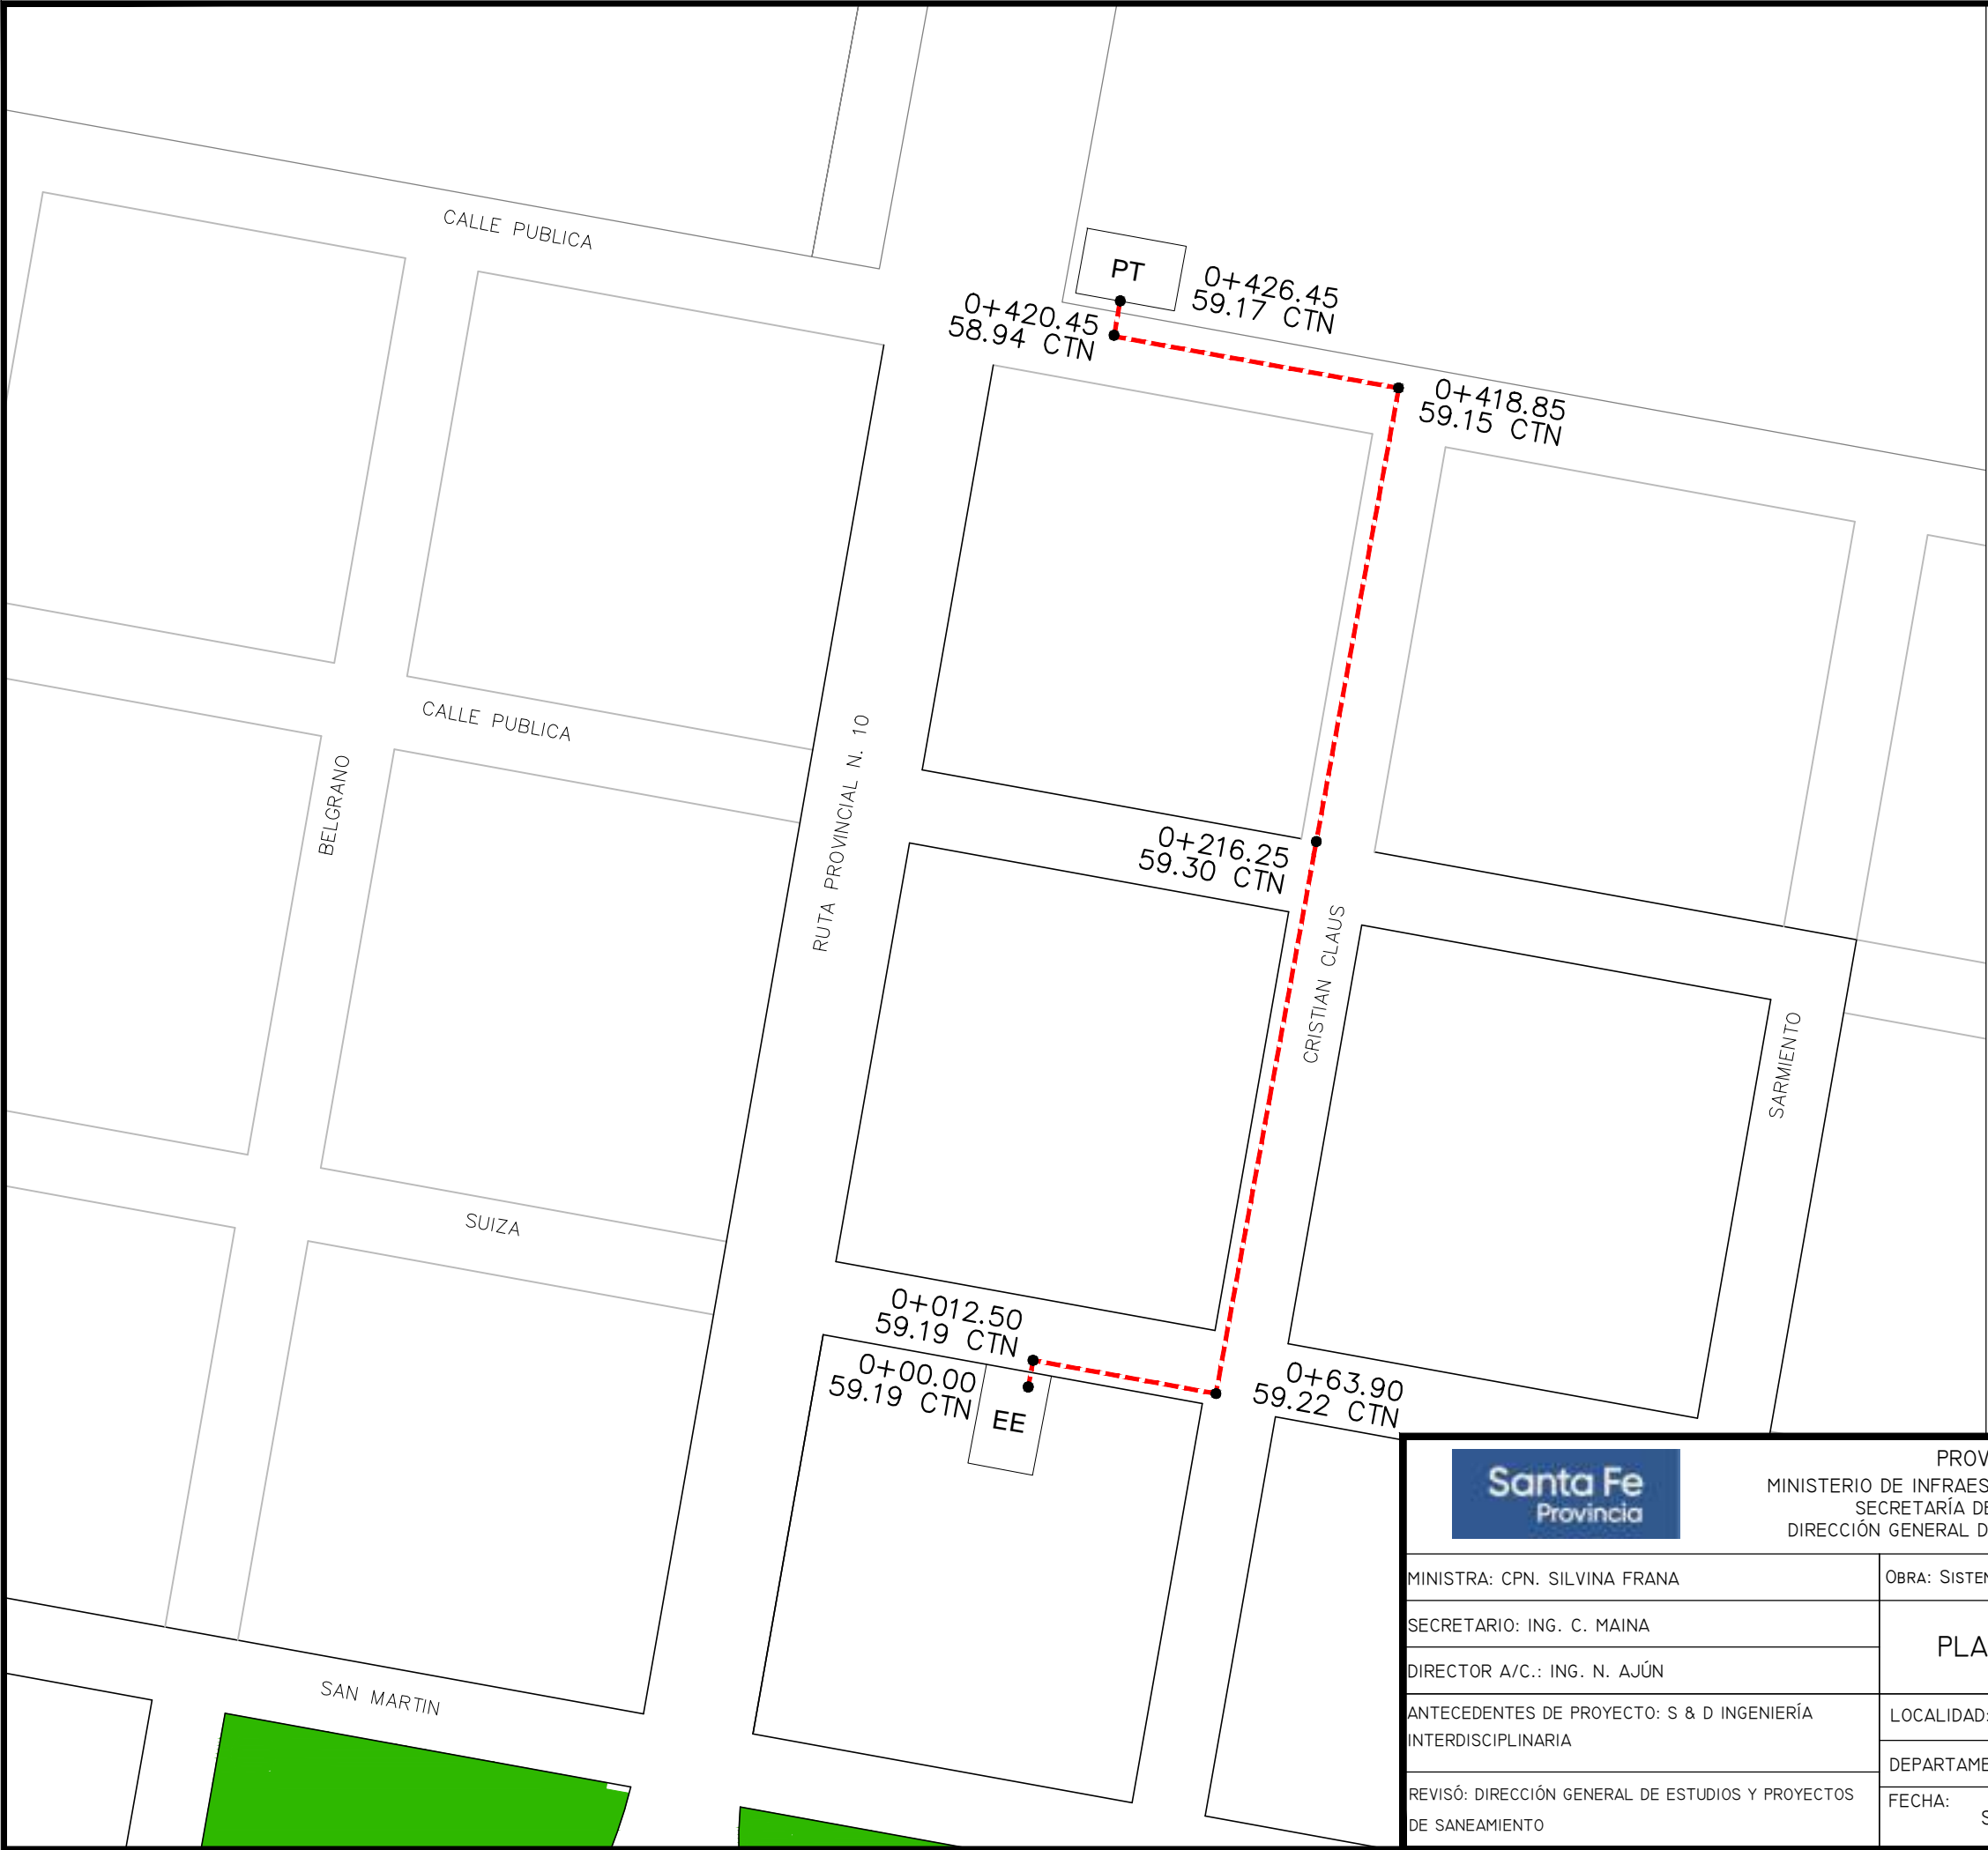 CALLE PUBLICA
PT
0+426.45
59.17 CTN
0+420.45
58.94 CTN
0+418.85
59.15 CTN
CALLE PUBLICA
BELGRANO
RUTA PROVINCIAL N. 10
0+216.25
59.30 CTN
CRISTIAN CLAUS
SARMIENTO
SUIZA
0+012.50
59.19 CTN
0+00.00
59.19 CTN
EE
0+63.90
59.22 CTN
SAN MARTIN
Santa Fe
Provincia
PROV
MINISTERIO DE INFRAES
SECRETARÍA DE
DIRECCIÓN GENERAL D
MINISTRA: CPN. SILVINA FRANA
OBRA: SISTEM
SECRETARIO: ING. C. MAINA
PLA
DIRECTOR A/C.: ING. N. AJÚN
ANTECEDENTES DE PROYECTO: S & D INGENIERÍA
INTERDISCIPLINARIA
LOCALIDAD:
DEPARTAME
REVISÓ: DIRECCIÓN GENERAL DE ESTUDIOS Y PROYECTOS
DE SANEAMIENTO
FECHA:
S